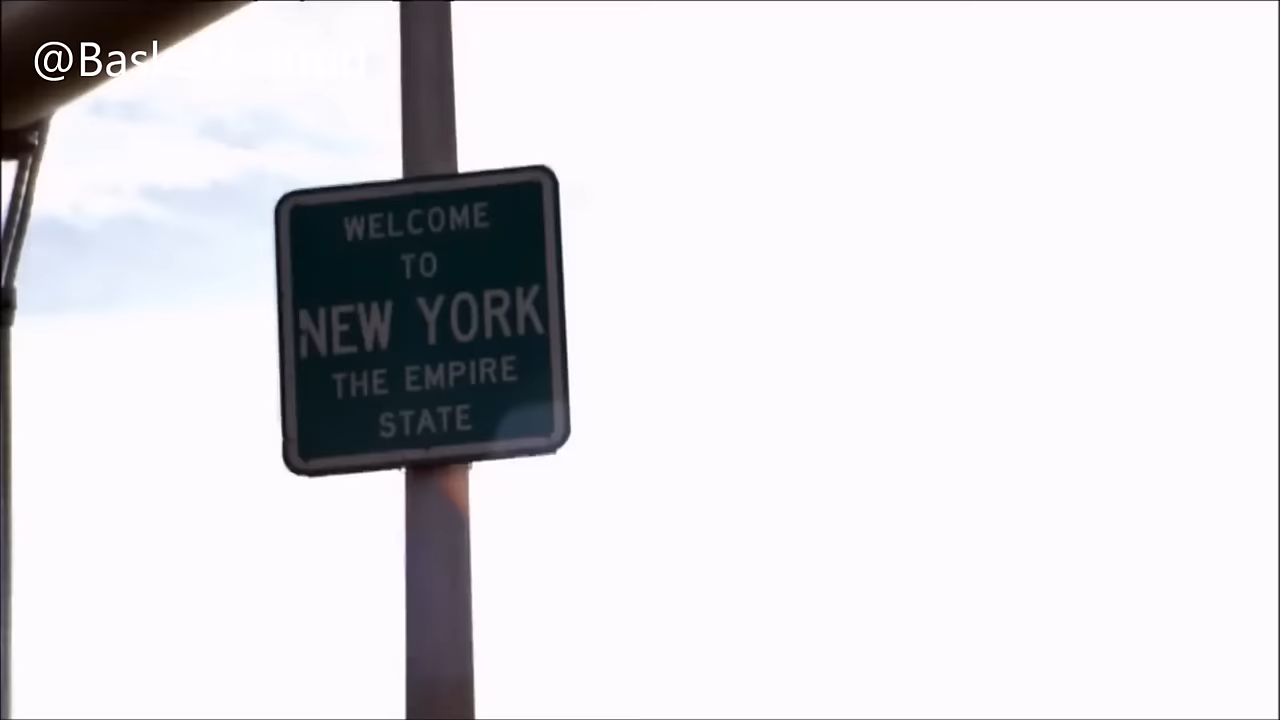 WELCOME
TO
NEW YORK
THE EMPIRE
STATE